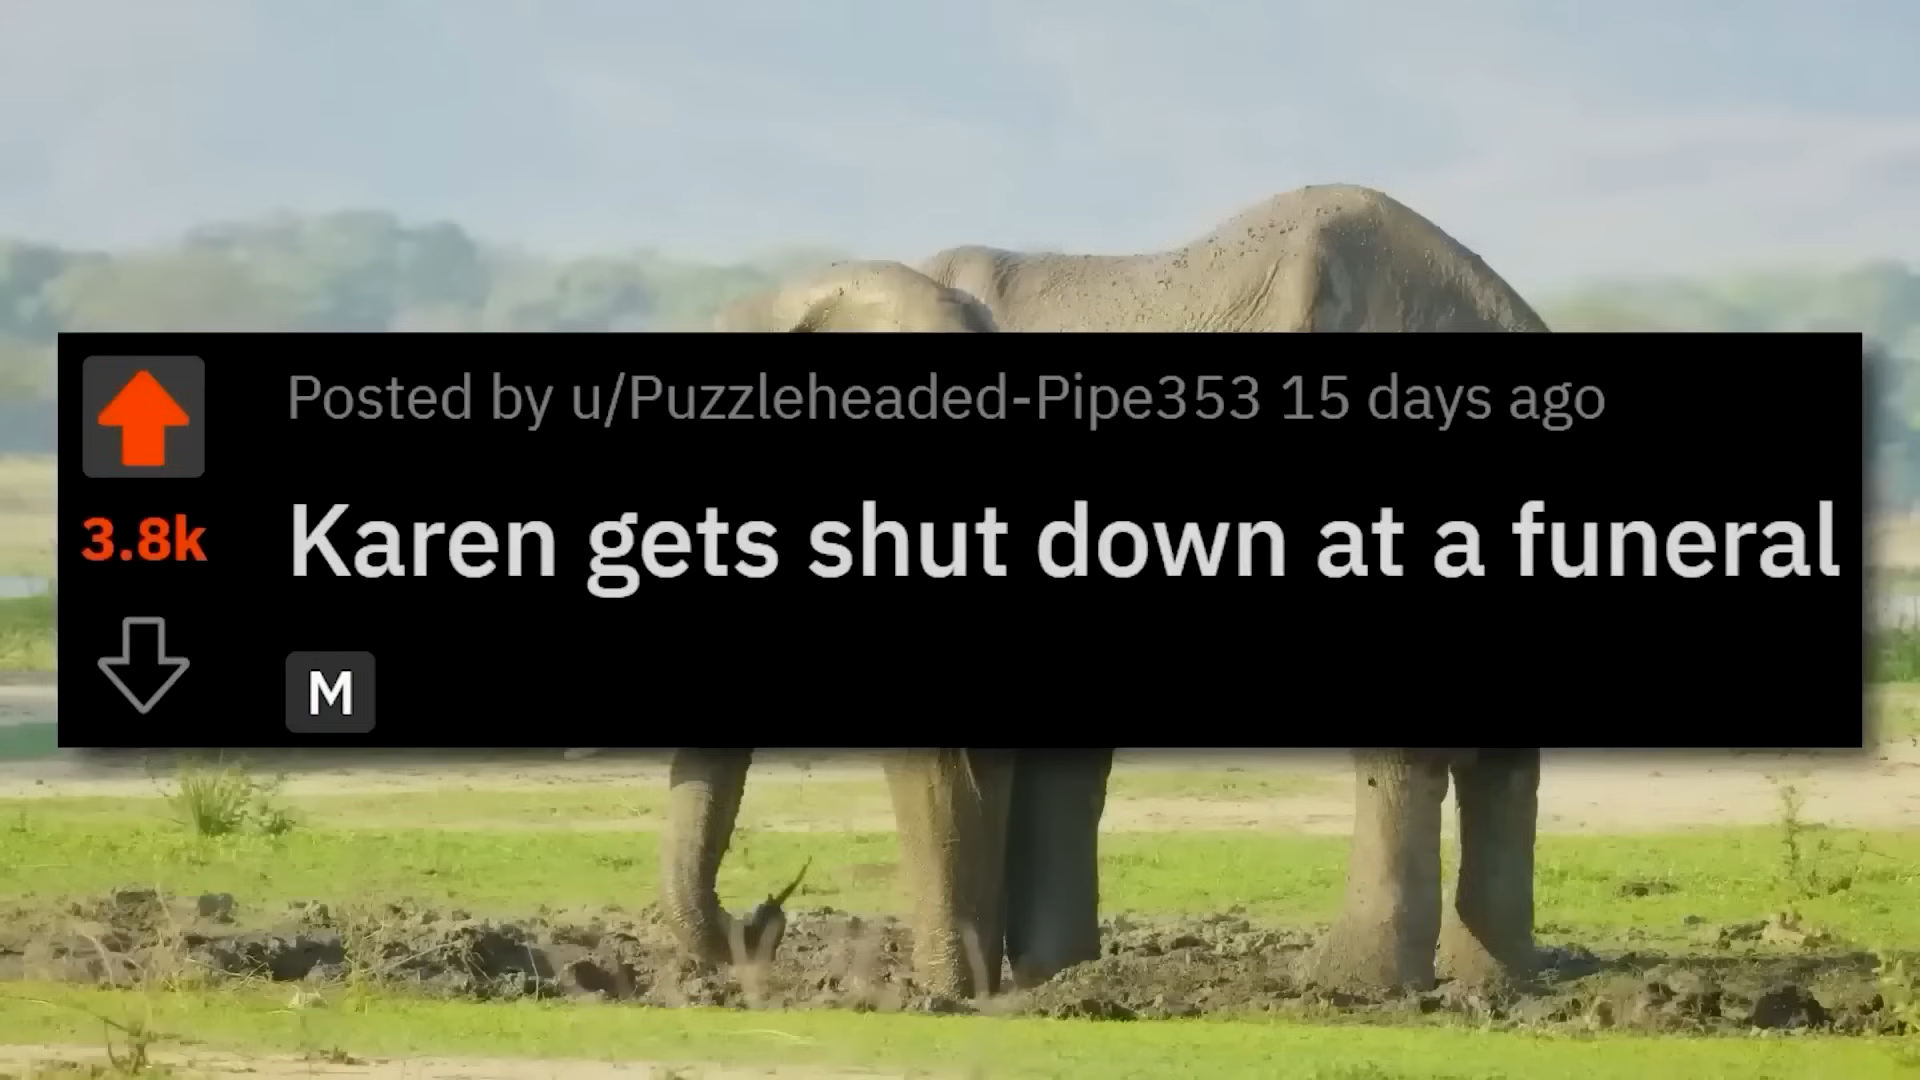 Posted by u/Puzzleheaded-Pipe353 15 days ago
Karen gets shut down at a funeral
3.8k
M